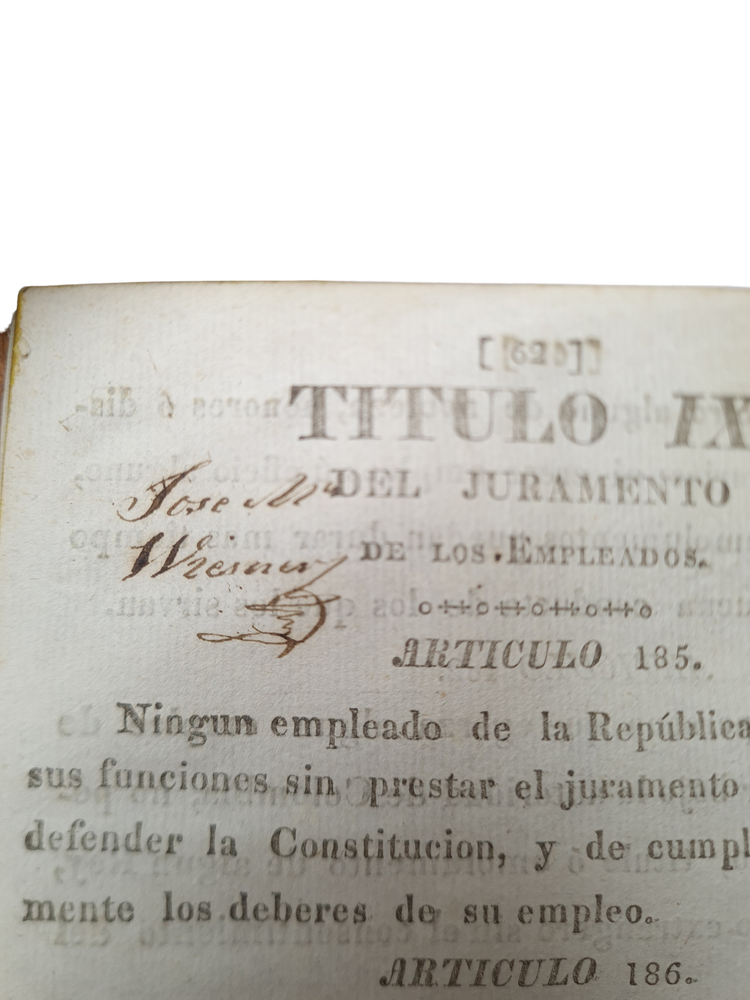 [62]
TITULO IX
DEL JURAMENTO
DE LOS EMPLEADOS.
Jose Mª
ARTICULO 185.
Ningun empleado de la República
sus funciones sin prestar el juramento
defender la Constitucion, y de cumpl
mente los deberes de su empleo.
ARTICULO 186.